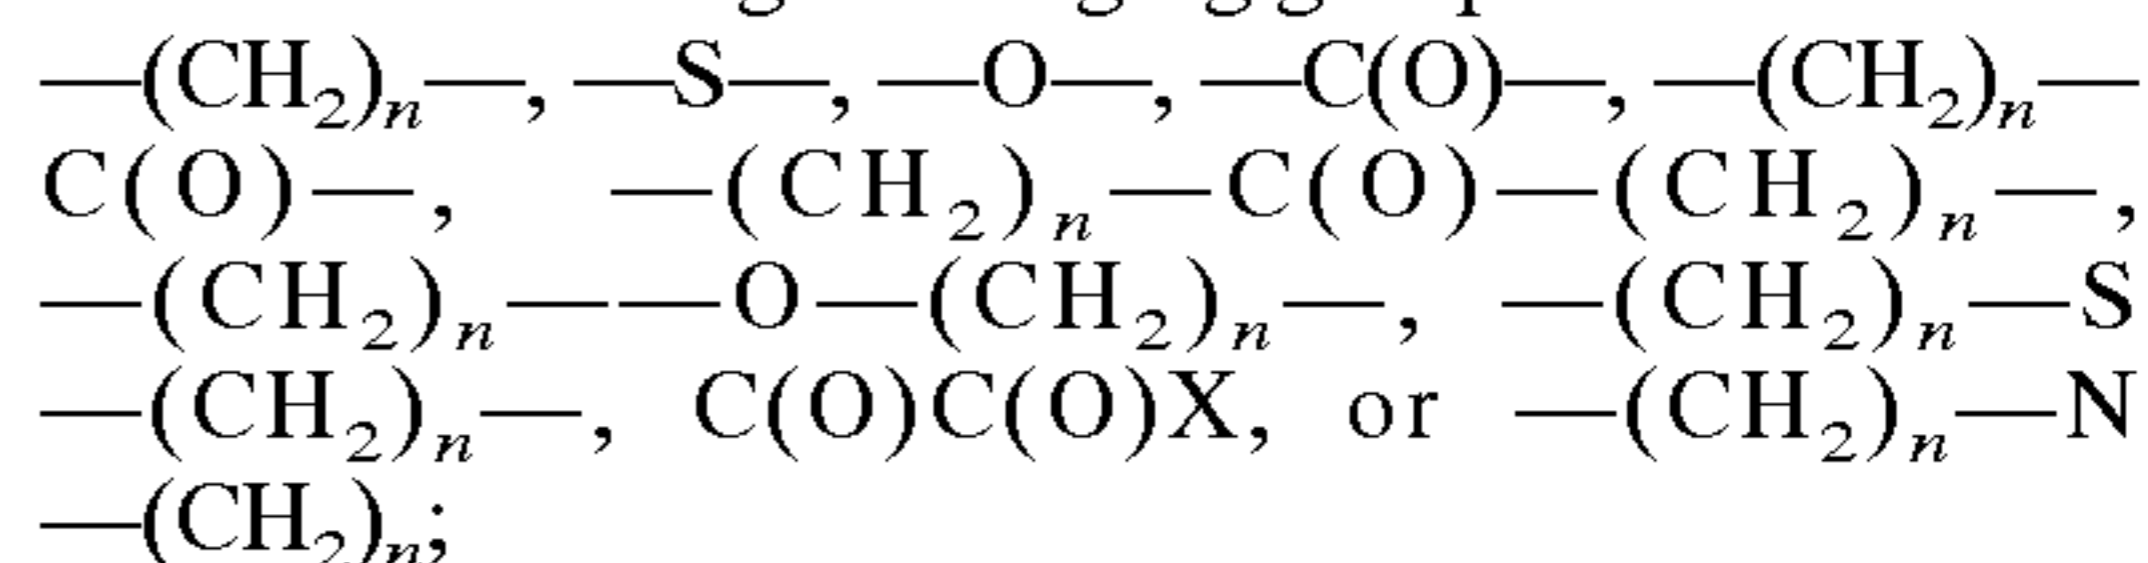 —(CH₂)ₙ—, —S—, —O—, —C(O)—, —(CH₂)ₙ—
C(O)—, —(CH₂)ₙ—C(O)—(CH₂)ₙ—,
—(CH₂)ₙ——O—(CH₂)ₙ—, —(CH₂)ₙ—S
—(CH₂)ₙ—, C(O)C(O)X, or —(CH₂)ₙ—N
—(CH₂)ₙ;